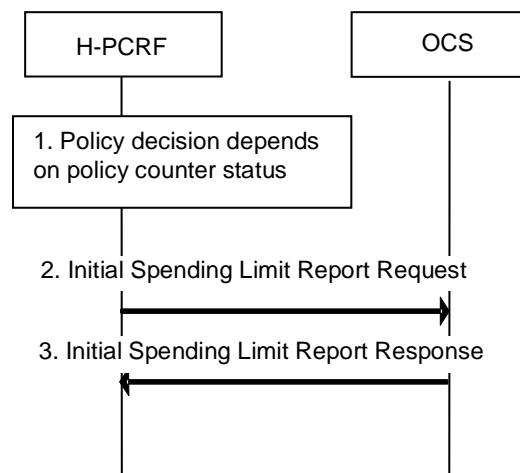 H-PCRF
OCS
1. Policy decision depends
on policy counter status
2. Initial Spending Limit Report Request
3. Initial Spending Limit Report Response